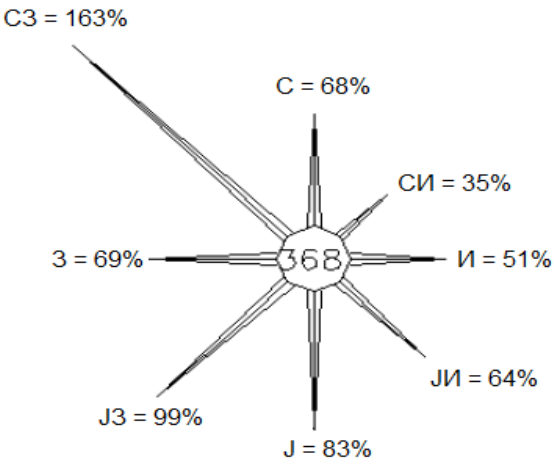 СЗ = 163%
С = 68%
СИ = 35%
З = 69%
368
И = 51%
ЈИ = 64%
ЈЗ = 99%
Ј = 83%